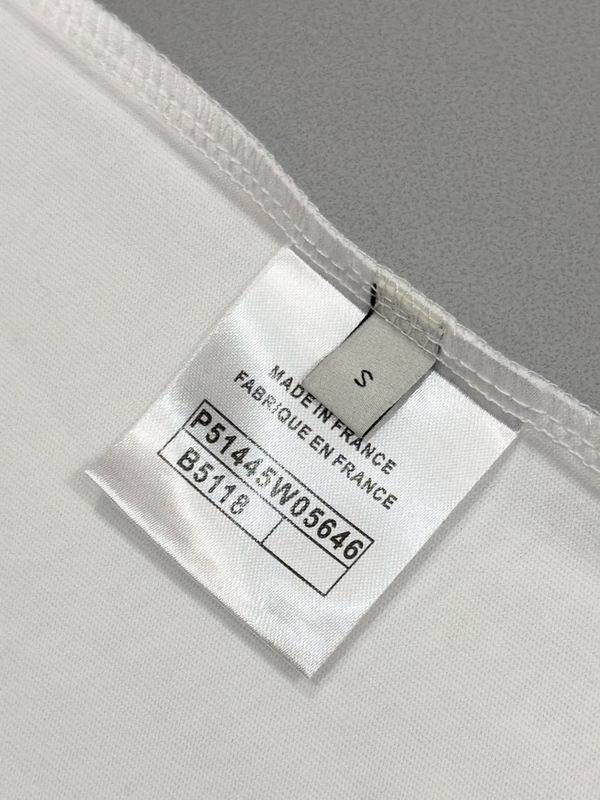 S
MADE IN FRANCE
FABRIQUE EN FRANCE
P51445W05646
B5118